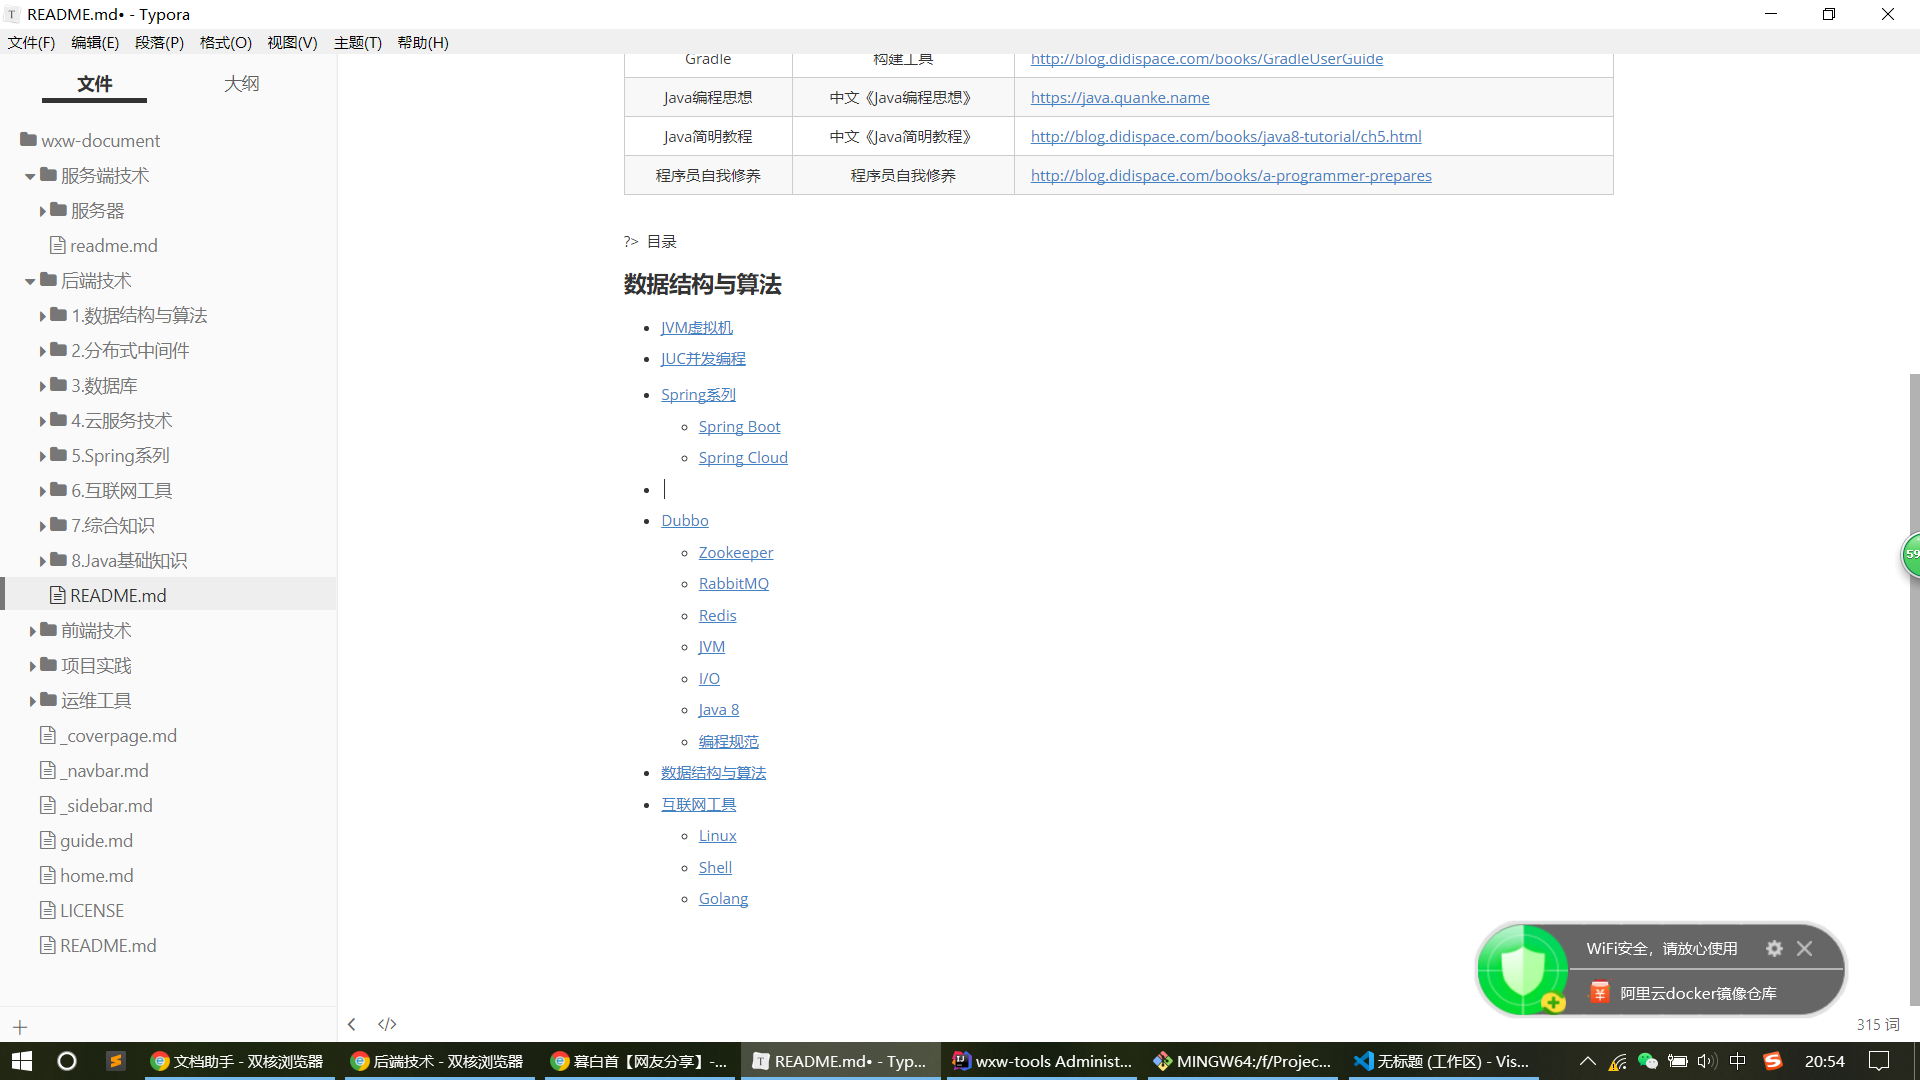 README.md• - Typora
文件(F) 编辑(E) 段落(P) 格式(O) 视图(V) 主题(T) 帮助(H)
文件 大纲
wxw-document
服务端技术
服务器
readme.md
后端技术
1.数据结构与算法
2.分布式中间件
3.数据库
4.云服务技术
5.Spring系列
6.互联网工具
7.综合知识
8.Java基础知识
README.md
前端技术
项目实践
运维工具
_coverpage.md
_navbar.md
_sidebar.md
guide.md
home.md
LICENSE
README.md
Gradle 构建工具 http://blog.didispace.com/books/GradleUserGuide
Java编程思想 中文《Java编程思想》 https://java.quanke.name
Java简明教程 中文《Java简明教程》 http://blog.didispace.com/books/java8-tutorial/ch5.html
程序员自我修养 程序员自我修养 http://blog.didispace.com/books/a-programmer-prepares
?> 目录
数据结构与算法
JVM虚拟机
JUC并发编程
Spring系列
Spring Boot
Spring Cloud
Dubbo
Zookeeper
RabbitMQ
Redis
JVM
I/O
Java 8
编程规范
数据结构与算法
互联网工具
Linux
Shell
Golang
59
WiFi安全，请放心使用
阿里云docker镜像仓库
</> 315 词
文档助手 - 双核浏览器 后端技术 - 双核浏览器 暮白首【网友分享】-... README.md• - Typ... wxw-tools Administ... MINGW64:/f/Projec... 无标题 (工作区) - Vis... 中 20:54